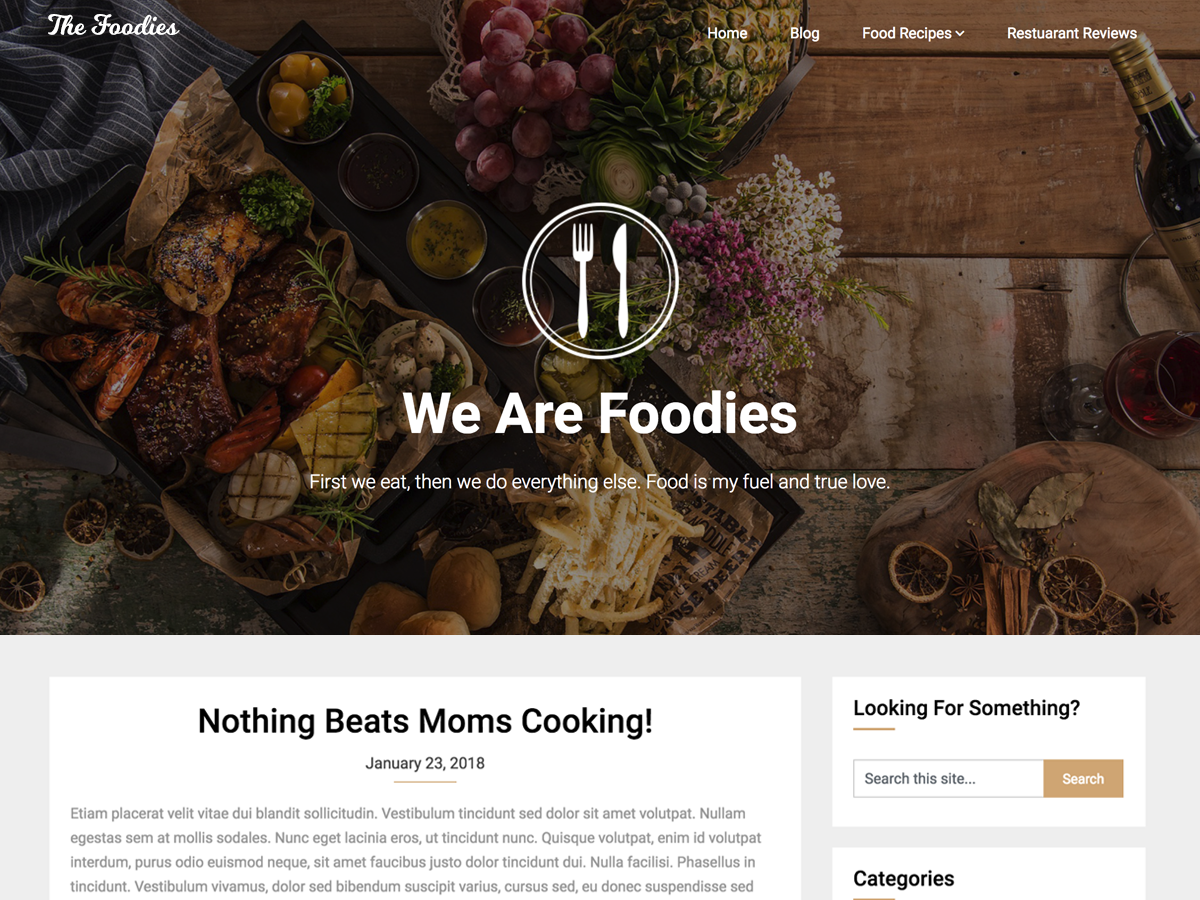 The Foodies
Home Blog Food Recipes Restuarant Reviews
We Are Foodies
First we eat, then we do everything else. Food is my fuel and true love.
Nothing Beats Moms Cooking!
January 23, 2018
Etiam placerat velit vitae dui blandit sollicitudin. Vestibulum tincidunt sed dolor sit amet volutpat. Nullam
egestas sem at mollis sodales. Nunc eget lacinia eros, ut tincidunt nunc. Quisque volutpat, enim id volutpat
interdum, purus odio euismod neque, sit amet faucibus justo dolor tincidunt dui. Nulla facilisi. Phasellus in
tincidunt. Vestibulum vivamus, dolor sed bibendum suscipit varius, cursus sed, eu donec suspendisse sed
Looking For Something?
Search this site...
Search
Categories